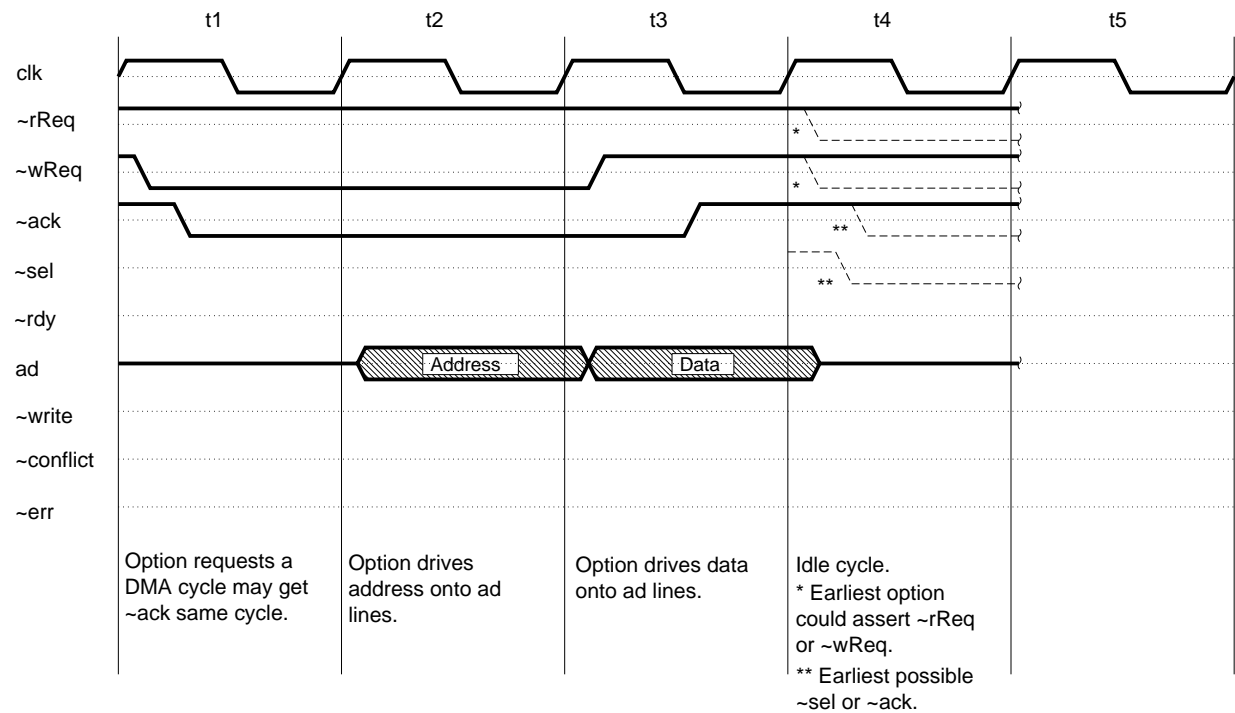 t1 t2 t3 t4 t5
clk
~rReq
*
~wReq
*
~ack
**
~sel
**
~rdy
ad Address Data
~write
~conflict
~err
Option requests a
DMA cycle may get
~ack same cycle.
Option drives
address onto ad
lines.
Option drives data
onto ad lines.
Idle cycle.
* Earliest option
could assert ~rReq
or ~wReq.
** Earliest possible
~sel or ~ack.